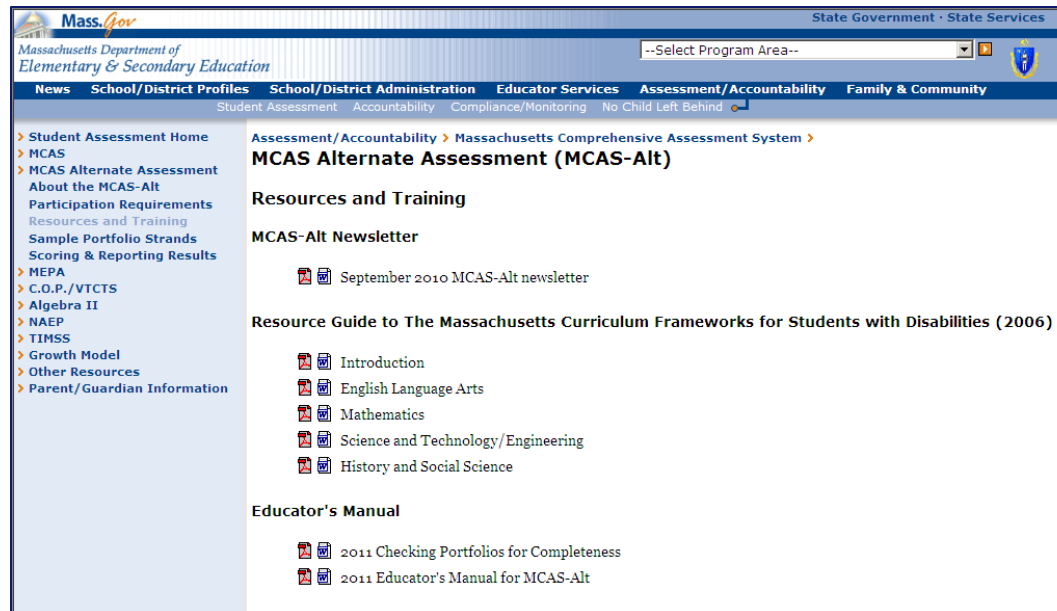 Mass.Gov
State Government · State Services
Massachusetts Department of
Elementary & Secondary Education
--Select Program Area--
News School/District Profiles School/District Administration Educator Services Assessment/Accountability Family & Community
Student Assessment Accountability Compliance/Monitoring No Child Left Behind
> Student Assessment Home
> MCAS
> MCAS Alternate Assessment
About the MCAS-Alt
Participation Requirements
Resources and Training
Sample Portfolio Strands
Scoring & Reporting Results
> MEPA
> C.O.P./VTCTS
> Algebra II
> NAEP
> TIMSS
> Growth Model
> Other Resources
> Parent/Guardian Information
Assessment/Accountability > Massachusetts Comprehensive Assessment System >
MCAS Alternate Assessment (MCAS-Alt)
Resources and Training
MCAS-Alt Newsletter
September 2010 MCAS-Alt newsletter
Resource Guide to The Massachusetts Curriculum Frameworks for Students with Disabilities (2006)
Introduction
English Language Arts
Mathematics
Science and Technology/Engineering
History and Social Science
Educator's Manual
2011 Checking Portfolios for Completeness
2011 Educator's Manual for MCAS-Alt